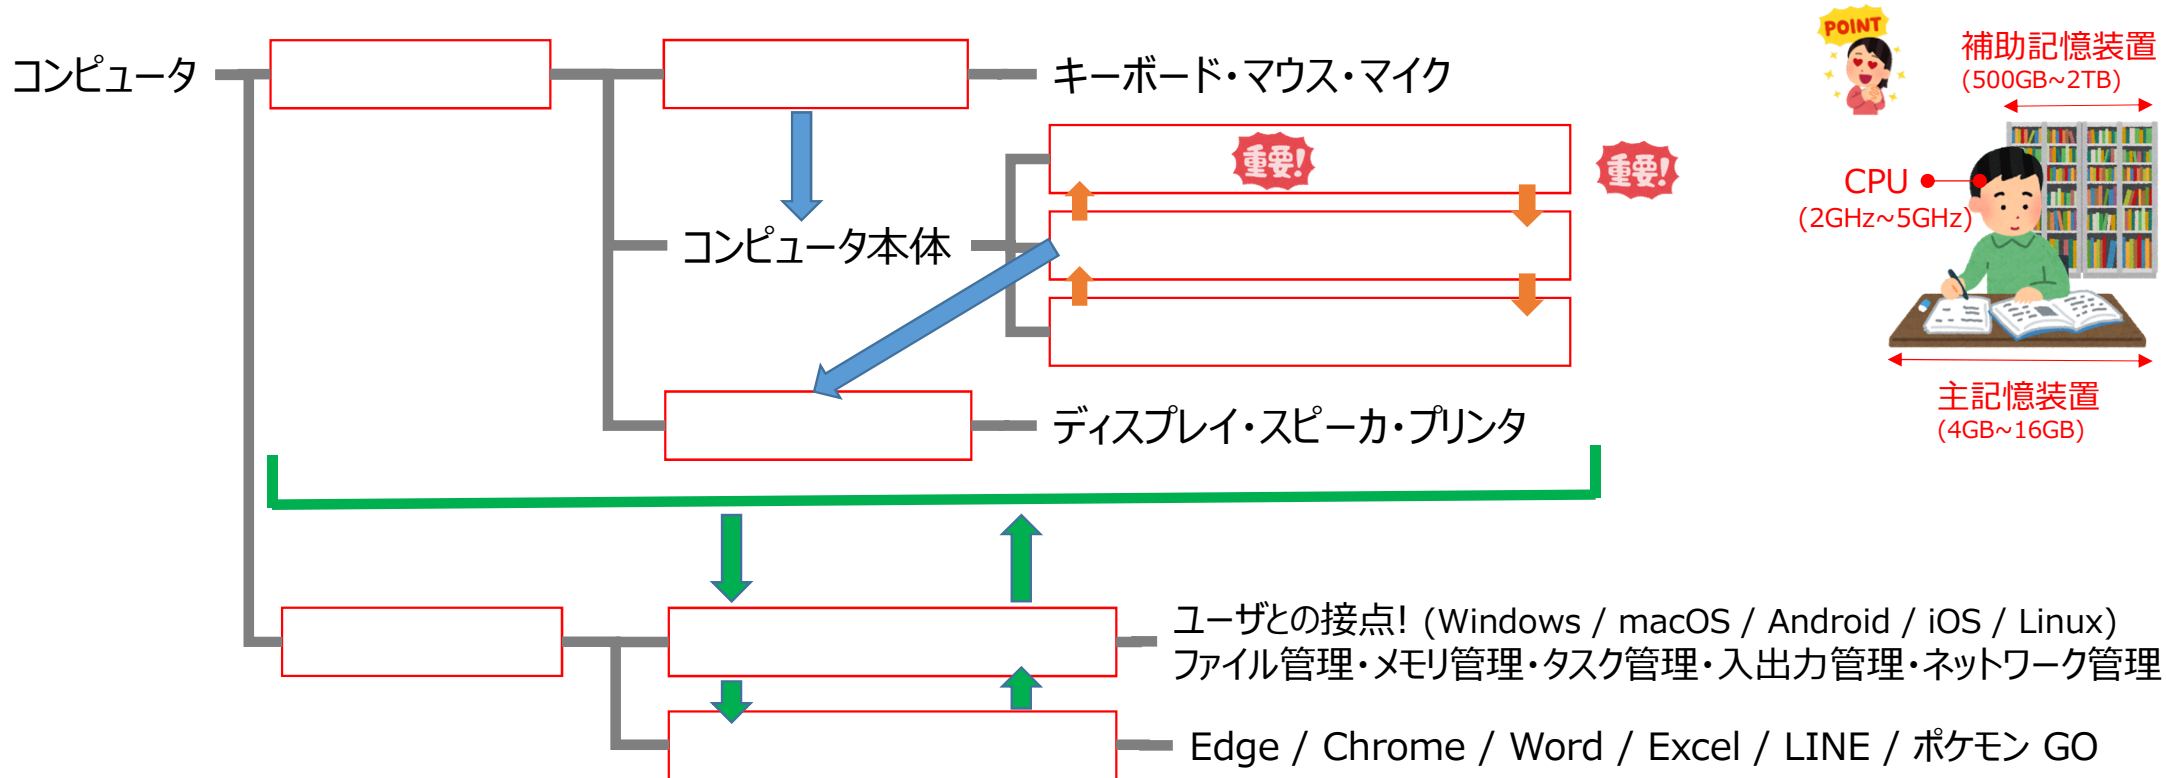 コンピュータ
キーボード・マウス・マイク
重要!
重要!
コンピュータ本体
ディスプレイ・スピーカ・プリンタ
ユーザとの接点! (Windows / macOS / Android / iOS / Linux)
ファイル管理・メモリ管理・タスク管理・入出力管理・ネットワーク管理
Edge / Chrome / Word / Excel / LINE / ポケモン GO
POINT
補助記憶装置
(500GB~2TB)
CPU
(2GHz~5GHz)
主記憶装置
(4GB~16GB)